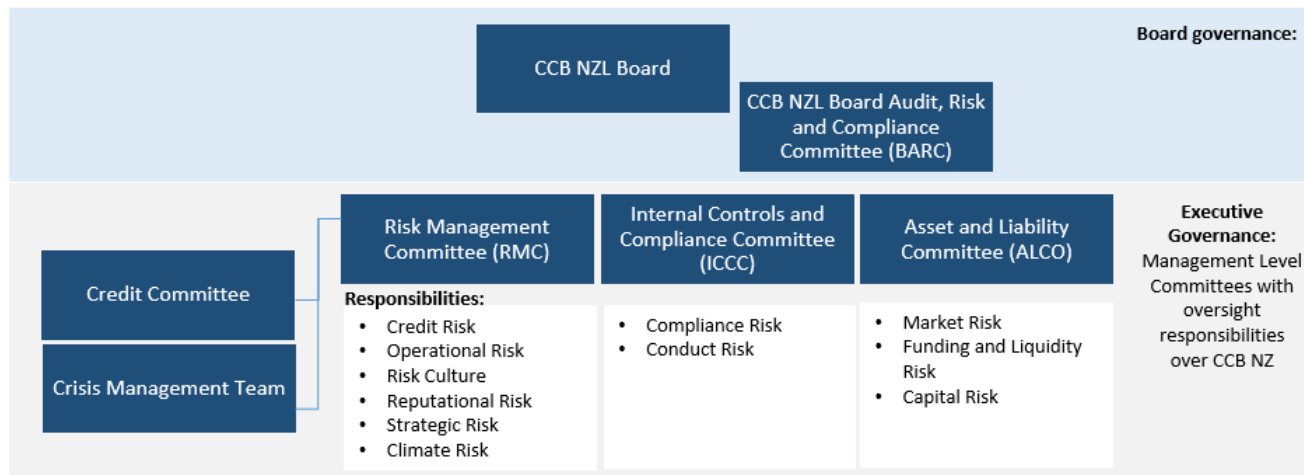 Board governance:
CCB NZL Board
CCB NZL Board Audit, Risk
and Compliance
Committee (BARC)
Credit Committee
Crisis Management Team
Risk Management
Committee (RMC)
Responsibilities:
• Credit Risk
• Operational Risk
• Risk Culture
• Reputational Risk
• Strategic Risk
• Climate Risk
Internal Controls and
Compliance Committee
(ICCC)
• Compliance Risk
• Conduct Risk
Asset and Liability
Committee (ALCO)
• Market Risk
• Funding and Liquidity
Risk
• Capital Risk
Executive
Governance:
Management Level
Committees with
oversight
responsibilities
over CCB NZ